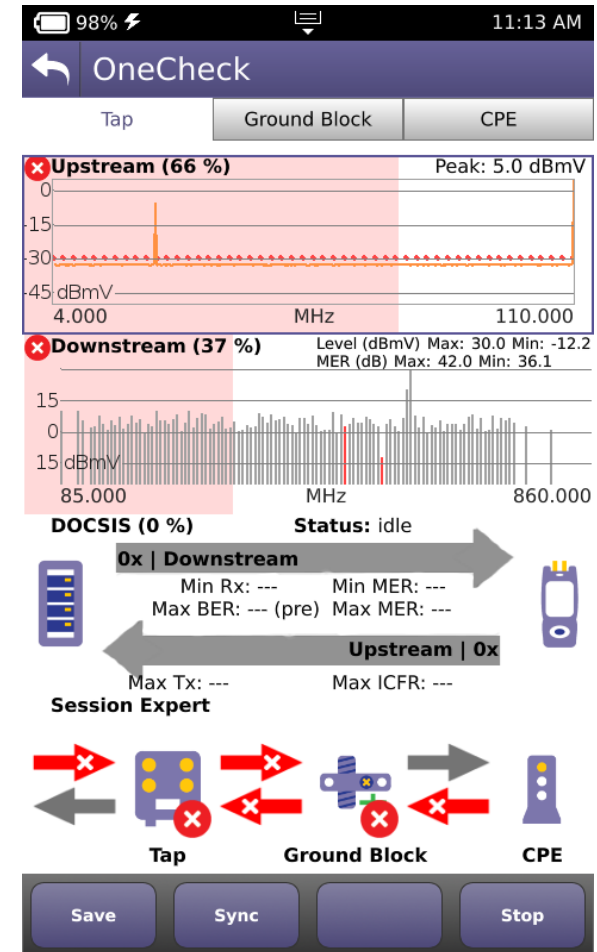 98% 11:13 AM
OneCheck
Tap Ground Block CPE
Upstream (66 %) Peak: 5.0 dBmV
0
-15
-30
-45 dBmV
4.000 MHz 110.000
Downstream (37 %) Level (dBmV) Max: 30.0 Min: -12.2
MER (dB) Max: 42.0 Min: 36.1
15
0
15 dBmV
85.000 MHz 860.000
DOCSIS (0 %) Status: idle
0x | Downstream
Min Rx: --- Min MER: ---
Max BER: --- (pre) Max MER: ---
Upstream | 0x
Max Tx: --- Max ICFR: ---
Session Expert
Tap Ground Block CPE
Save Sync Stop